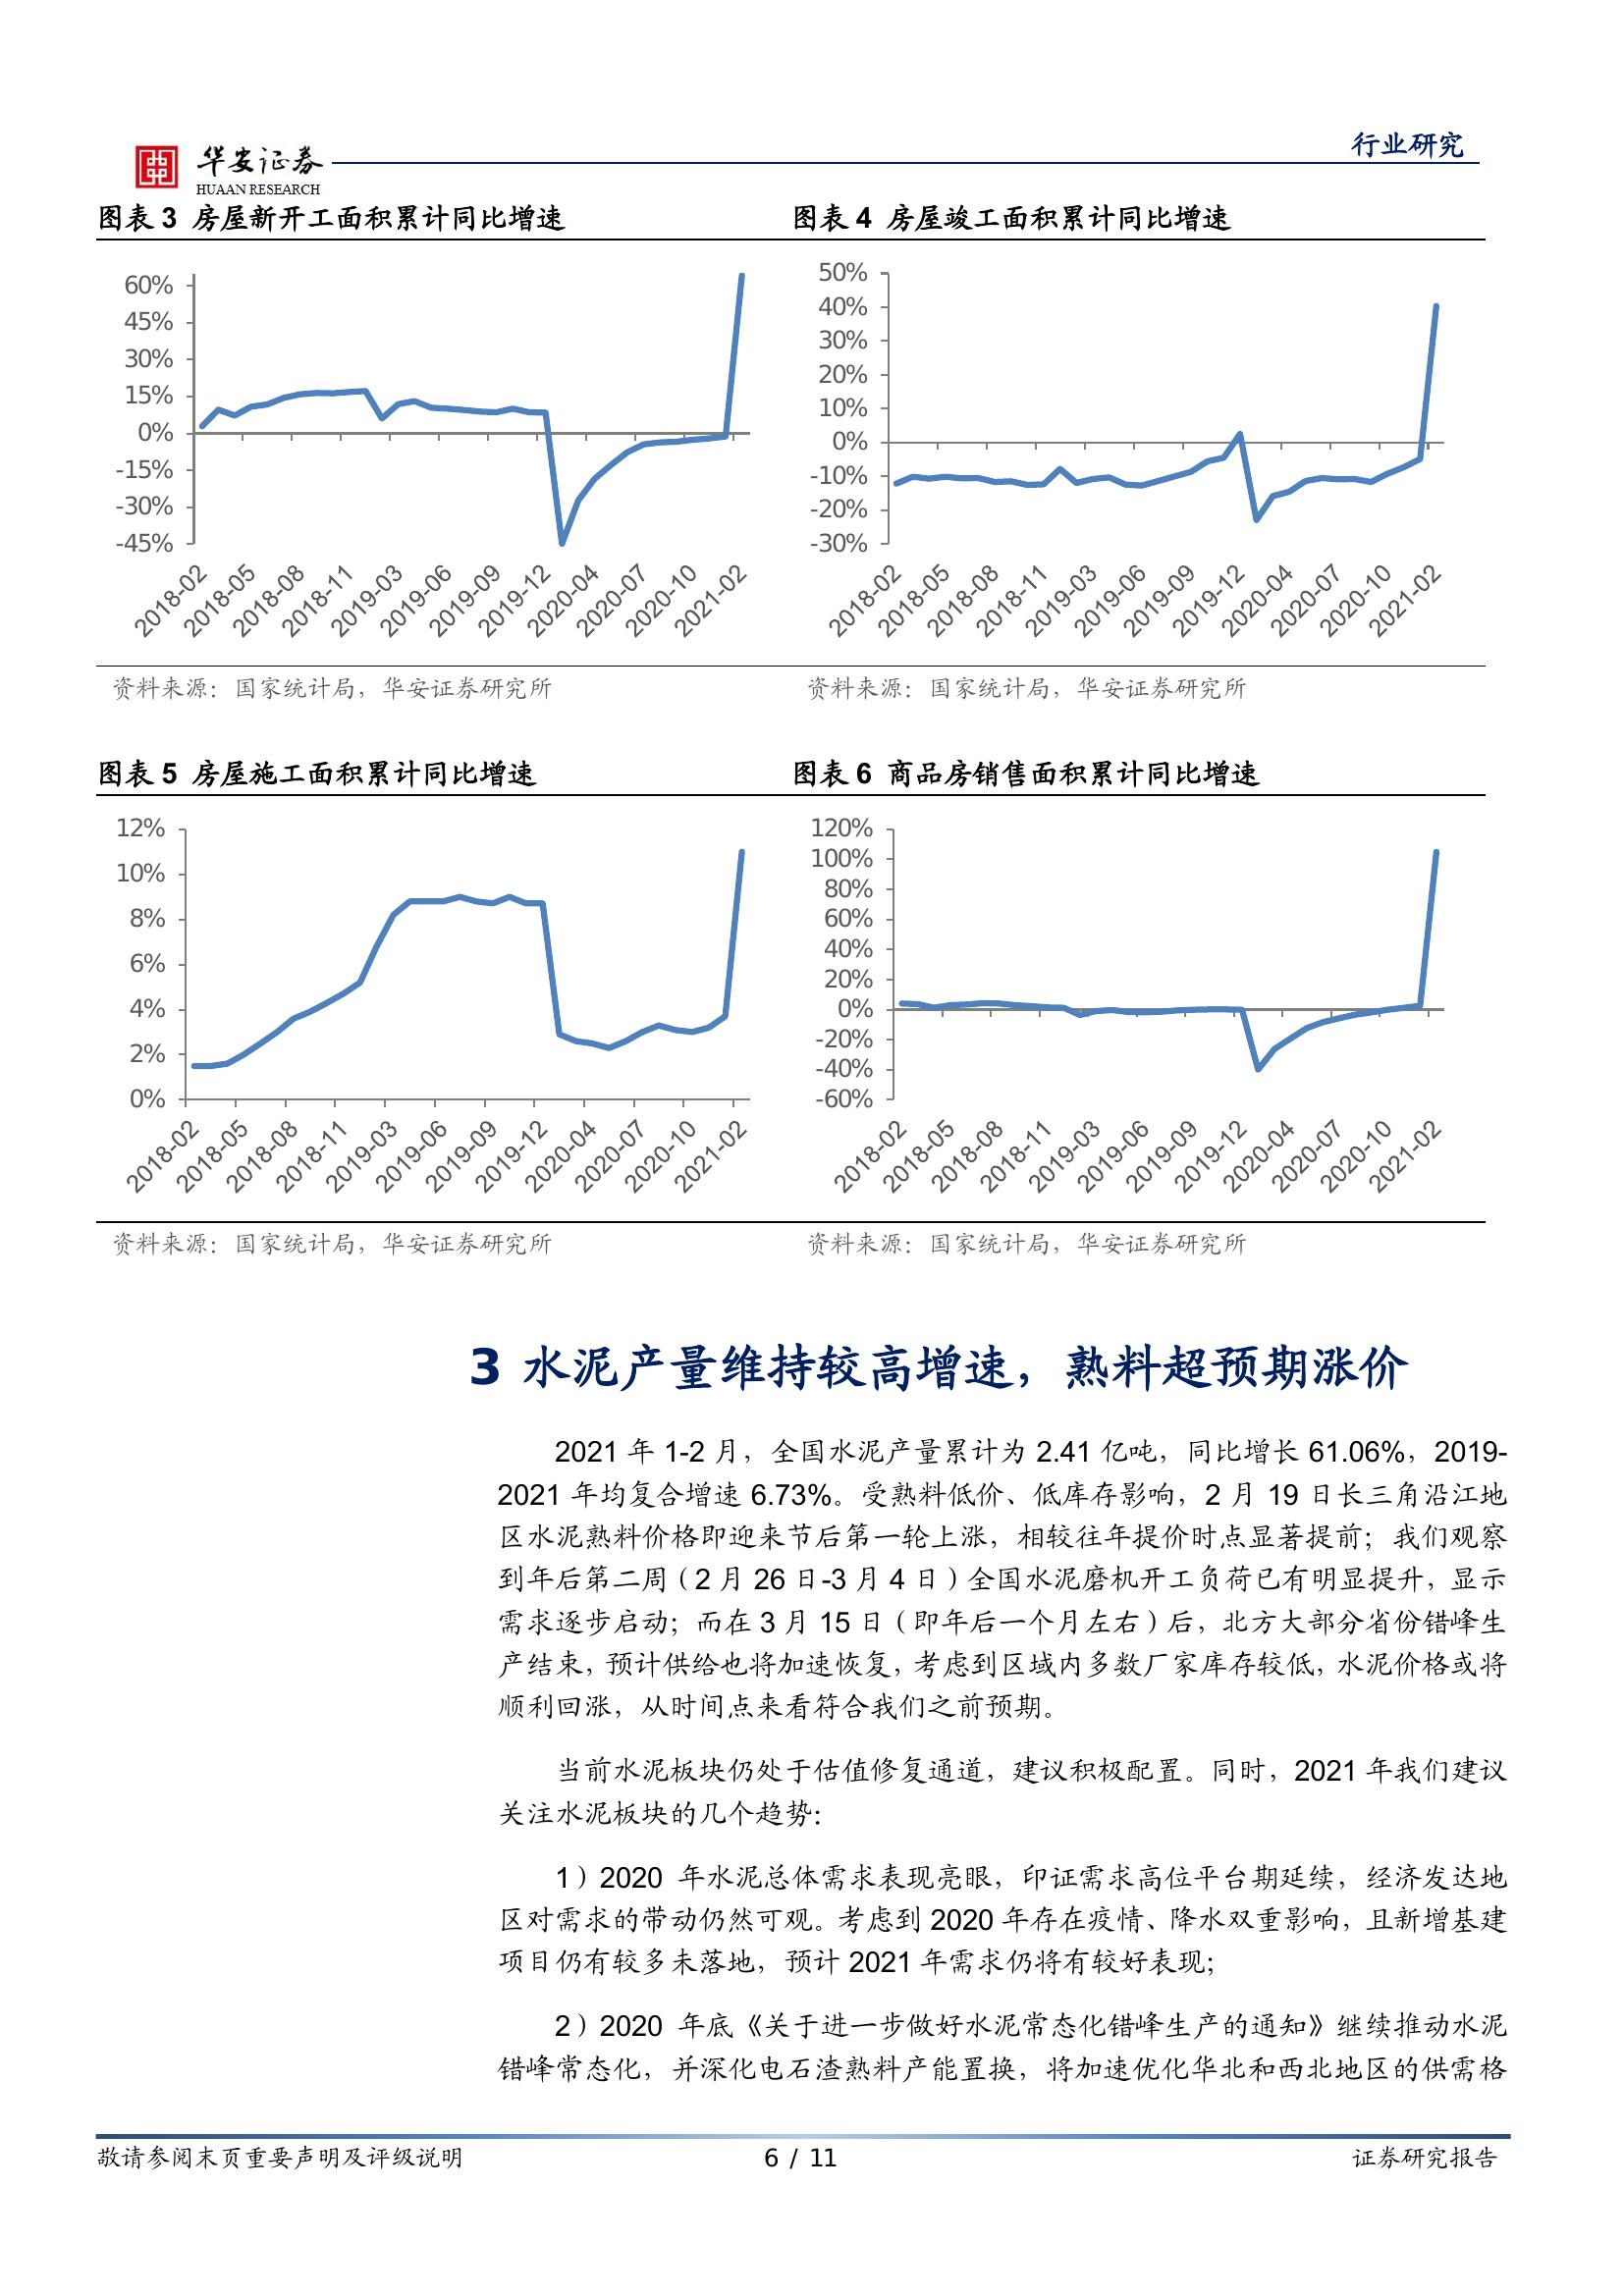 行业研究
华安证券
HUAAN RESEARCH
图表 3 房屋新开工面积累计同比增速
60%
45%
30%
15%
0%
-15%
-30%
-45%
2018-02
2018-05
2018-08
2018-11
2019-03
2019-06
2019-09
2019-12
2020-04
2020-07
2020-10
2021-02
资料来源：国家统计局，华安证券研究所
图表 4 房屋竣工面积累计同比增速
50%
40%
30%
20%
10%
0%
-10%
-20%
-30%
2018-02
2018-05
2018-08
2018-11
2019-03
2019-06
2019-09
2019-12
2020-04
2020-07
2020-10
2021-02
资料来源：国家统计局，华安证券研究所
图表 5 房屋施工面积累计同比增速
12%
10%
8%
6%
4%
2%
0%
2018-02
2018-05
2018-08
2018-11
2019-03
2019-06
2019-09
2019-12
2020-04
2020-07
2020-10
2021-02
资料来源：国家统计局，华安证券研究所
图表 6 商品房销售面积累计同比增速
120%
100%
80%
60%
40%
20%
0%
-20%
-40%
-60%
2018-02
2018-05
2018-08
2018-11
2019-03
2019-06
2019-09
2019-12
2020-04
2020-07
2020-10
2021-02
资料来源：国家统计局，华安证券研究所
3 水泥产量维持较高增速，熟料超预期涨价
2021 年 1-2 月，全国水泥产量累计为 2.41 亿吨，同比增长 61.06%，2019-
2021 年均复合增速 6.73%。受熟料低价、低库存影响，2 月 19 日长三角沿江地
区水泥熟料价格即迎来节后第一轮上涨，相较往年提价时点显著提前；我们观察
到年后第二周（2 月 26 日-3 月 4 日）全国水泥磨机开工负荷已有明显提升，显示
需求逐步启动；而在 3 月 15 日（即年后一个月左右）后，北方大部分省份错峰生
产结束，预计供给也将加速恢复，考虑到区域内多数厂家库存较低，水泥价格或将
顺利回涨，从时间点来看符合我们之前预期。
当前水泥板块仍处于估值修复通道，建议积极配置。同时，2021 年我们建议
关注水泥板块的几个趋势：
1）2020 年水泥总体需求表现亮眼，印证需求高位平台期延续，经济发达地
区对需求的带动仍然可观。考虑到 2020 年存在疫情、降水双重影响，且新增基建
项目仍有较多未落地，预计 2021 年需求仍将有较好表现；
2）2020 年底《关于进一步做好水泥常态化错峰生产的通知》继续推动水泥
错峰常态化，并深化电石渣熟料产能置换，将加速优化华北和西北地区的供需格
敬请参阅末页重要声明及评级说明
6 / 11
证券研究报告